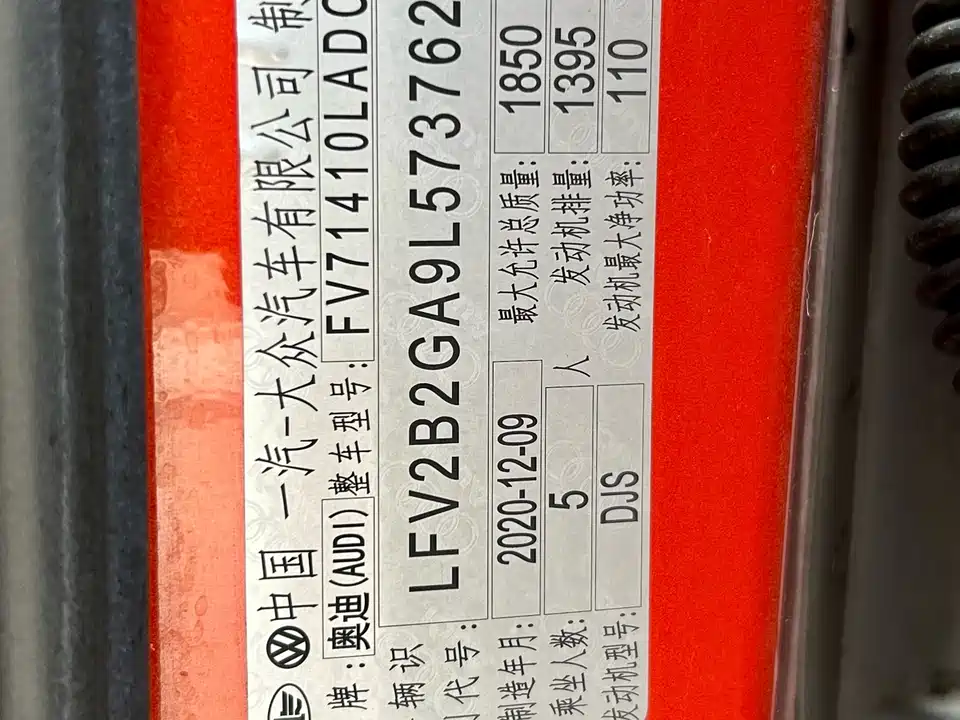 中国 一汽-大众汽车有限公司 制
牌: 奥迪(AUDI) 整车型号: FV71410LADC
辆识
代号: LFV2B2GA9L573762
制造年月: 2020-12-09 最大允许总质量: 1850
乘坐人数: 5 人 发动机排量: 1395
发动机型号: DJS 发动机最大净功率: 110